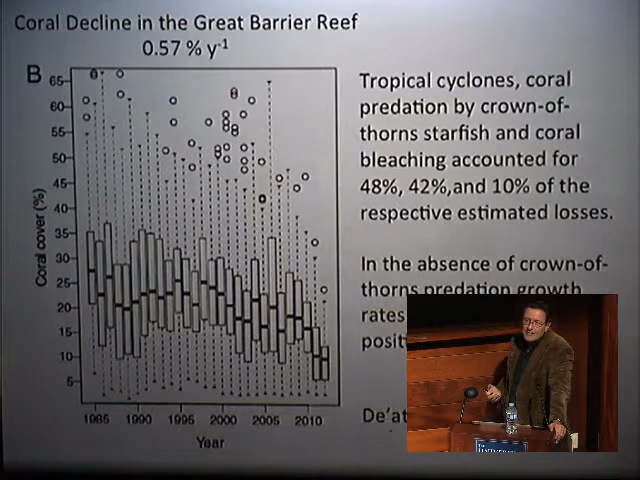 Coral Decline in the Great Barrier Reef
0.57 % y-1
B
65
60
55
50
45
40
35
30
25
20
15
10
5
Coral cover (%)
1985 1990 1995 2000 2005 2010
Year
Tropical cyclones, coral
predation by crown-of-
thorns starfish and coral
bleaching accounted for
48%, 42%,and 10% of the
respective estimated losses.
In the absence of crown-of-
thorns predation growth
rates
posit
De'at